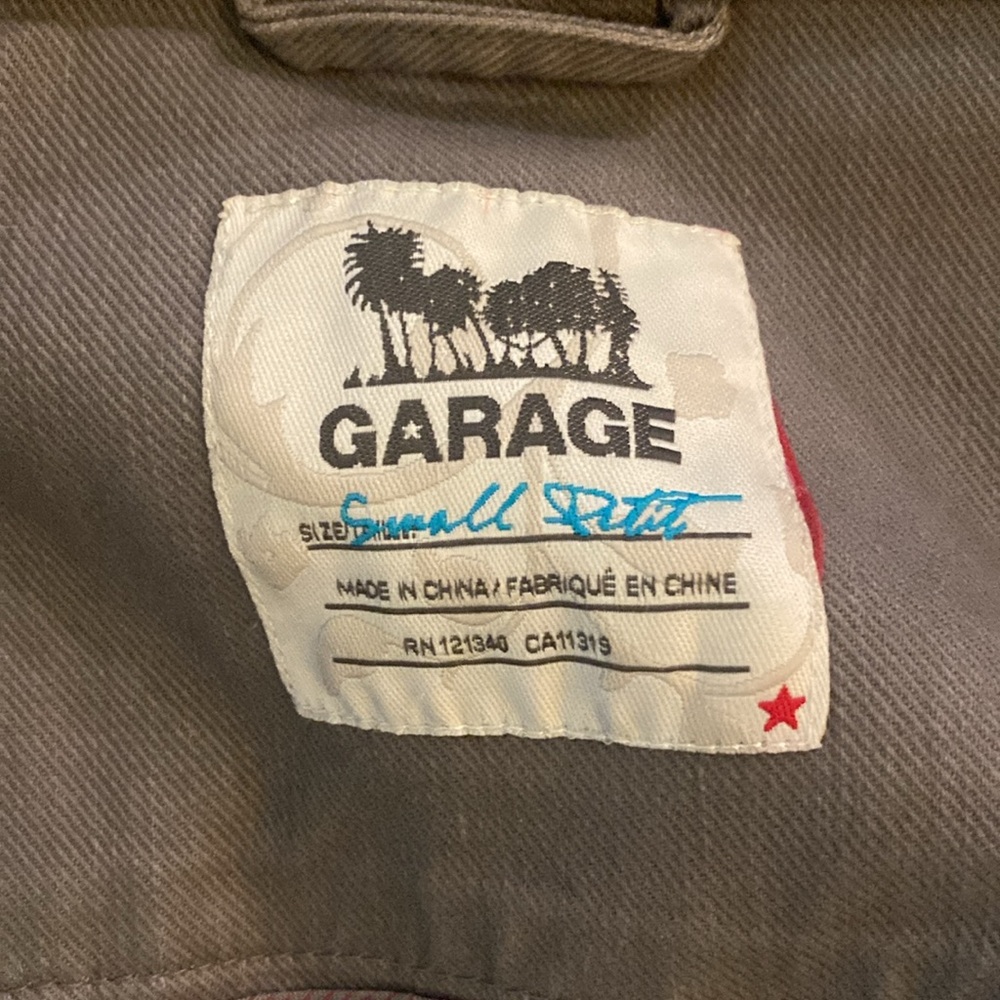 GARAGE
SIZE/TAILLE: Small Petit
MADE IN CHINA / FABRIQUÉ EN CHINE
RN 121340 CA11319